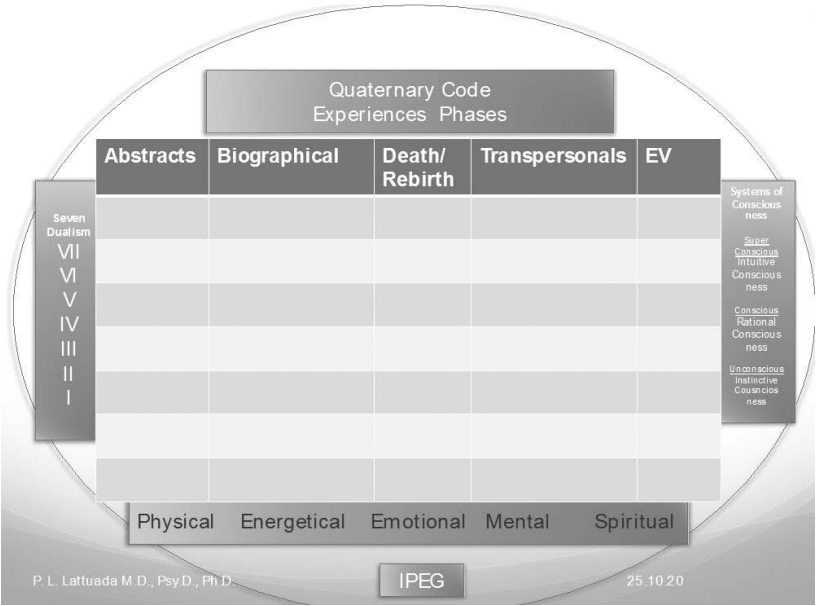 Quaternary Code
Experiences Phases
Abstracts Biographical Death/ Transpersonals EV
Rebirth
Seven
Dualism
VII
VI
V
IV
III
II
I
Systems of
Conscious
ness
Super
Conscious
Intuitive
Conscious
ness
Conscious
Rational
Conscious
ness
Unconscious
Instinctive
Cousncios
ness
Physical Energetical Emotional Mental Spiritual
P. L. Lattuada M.D., Psy D., Ph D.
IPEG
25.10.20